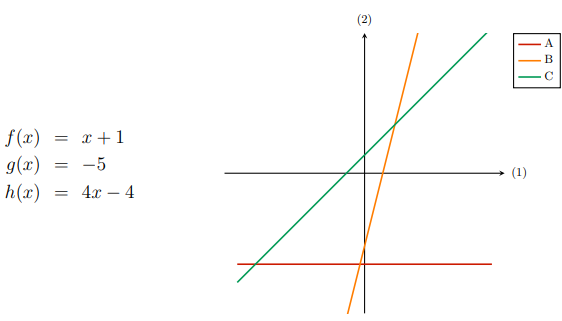 f(x) = x + 1
g(x) = −5
h(x) = 4x − 4
(2)
(1)
A
B
C